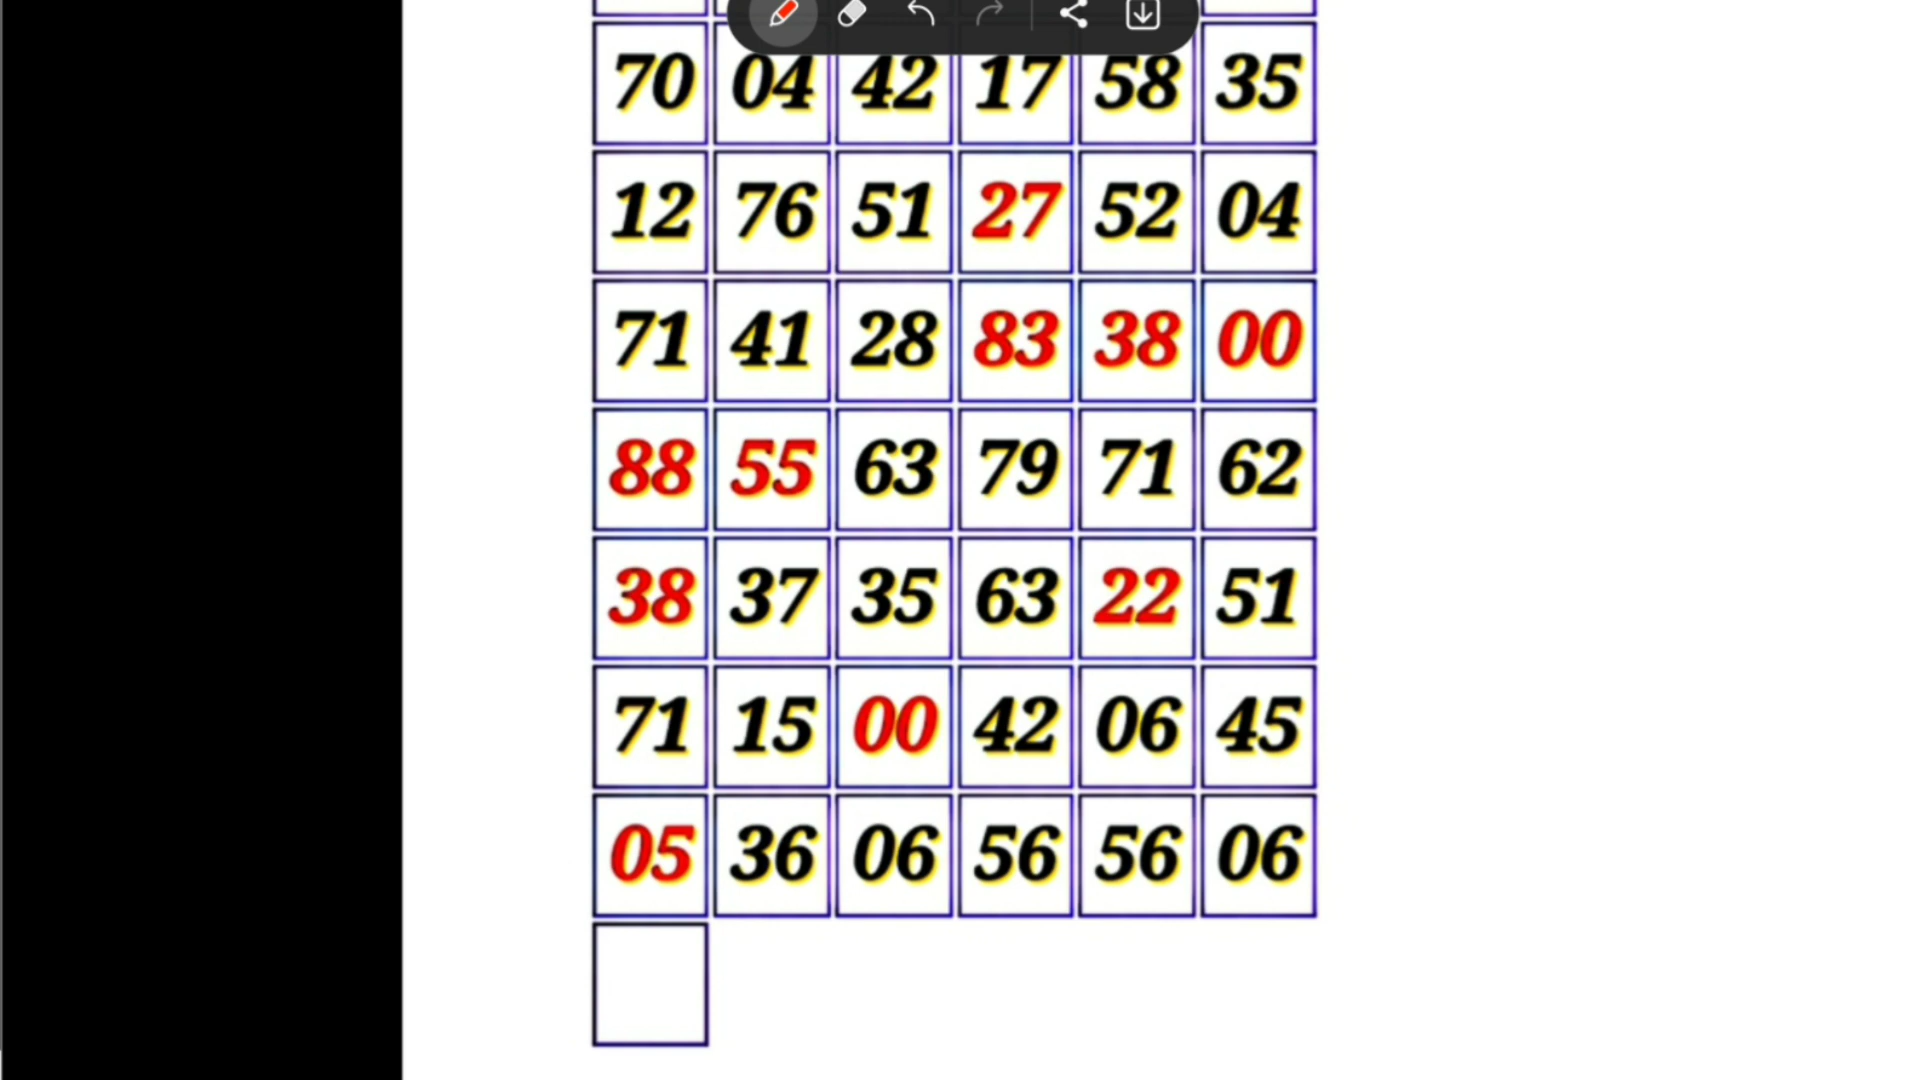 70 04 42 17 58 35
12 76 51 27 52 04
71 41 28 83 38 00
88 55 63 79 71 62
38 37 35 63 22 51
71 15 00 42 06 45
05 36 06 56 56 06